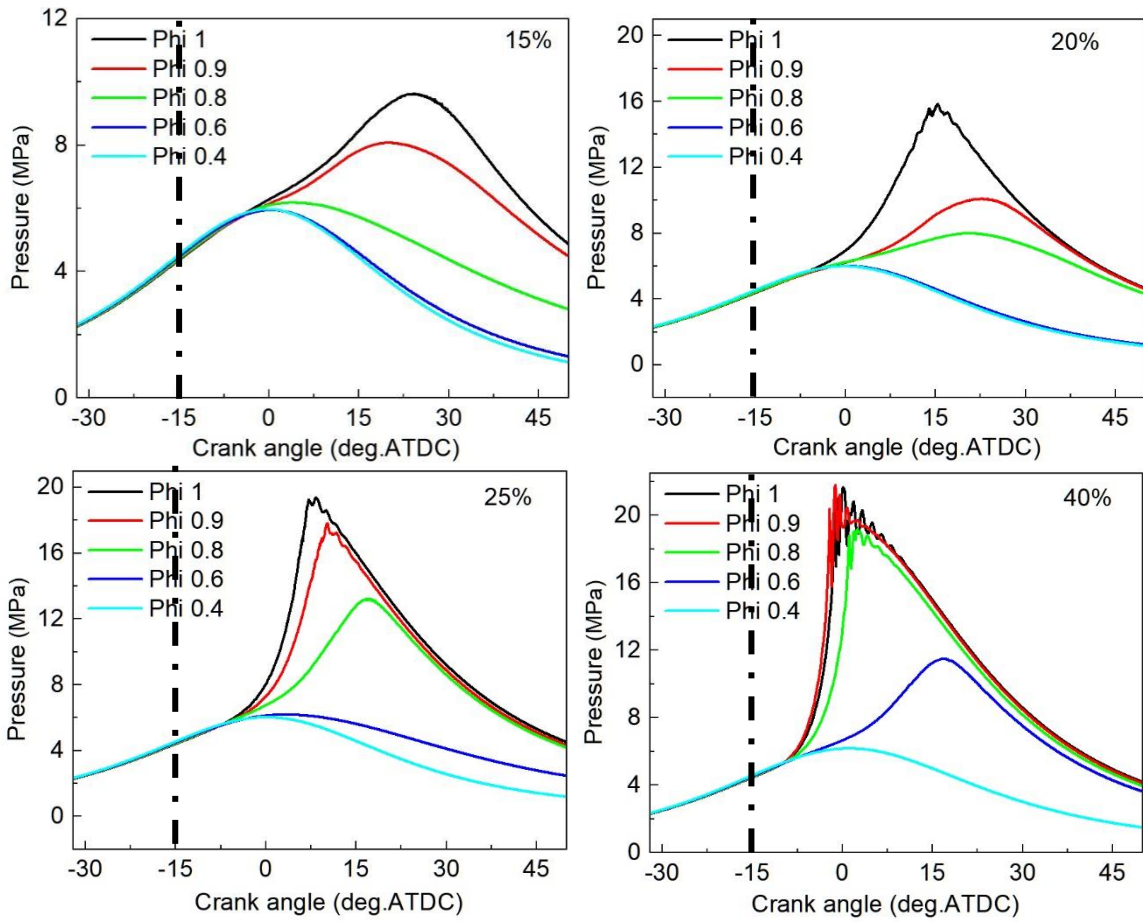 12
8
4
0
Pressure (MPa)
Phi 1
Phi 0.9
Phi 0.8
Phi 0.6
Phi 0.4
15%
-30 -15 0 15 30 45
Crank angle (deg.ATDC)
20
16
12
8
4
0
Pressure (MPa)
Phi 1
Phi 0.9
Phi 0.8
Phi 0.6
Phi 0.4
20%
-30 -15 0 15 30 45
Crank angle (deg.ATDC)
20
16
12
8
4
0
Pressure (MPa)
Phi 1
Phi 0.9
Phi 0.8
Phi 0.6
Phi 0.4
25%
-30 -15 0 15 30 45
Crank angle (deg.ATDC)
20
16
12
8
4
0
Pressure (MPa)
Phi 1
Phi 0.9
Phi 0.8
Phi 0.6
Phi 0.4
40%
-30 -15 0 15 30 45
Crank angle (deg.ATDC)